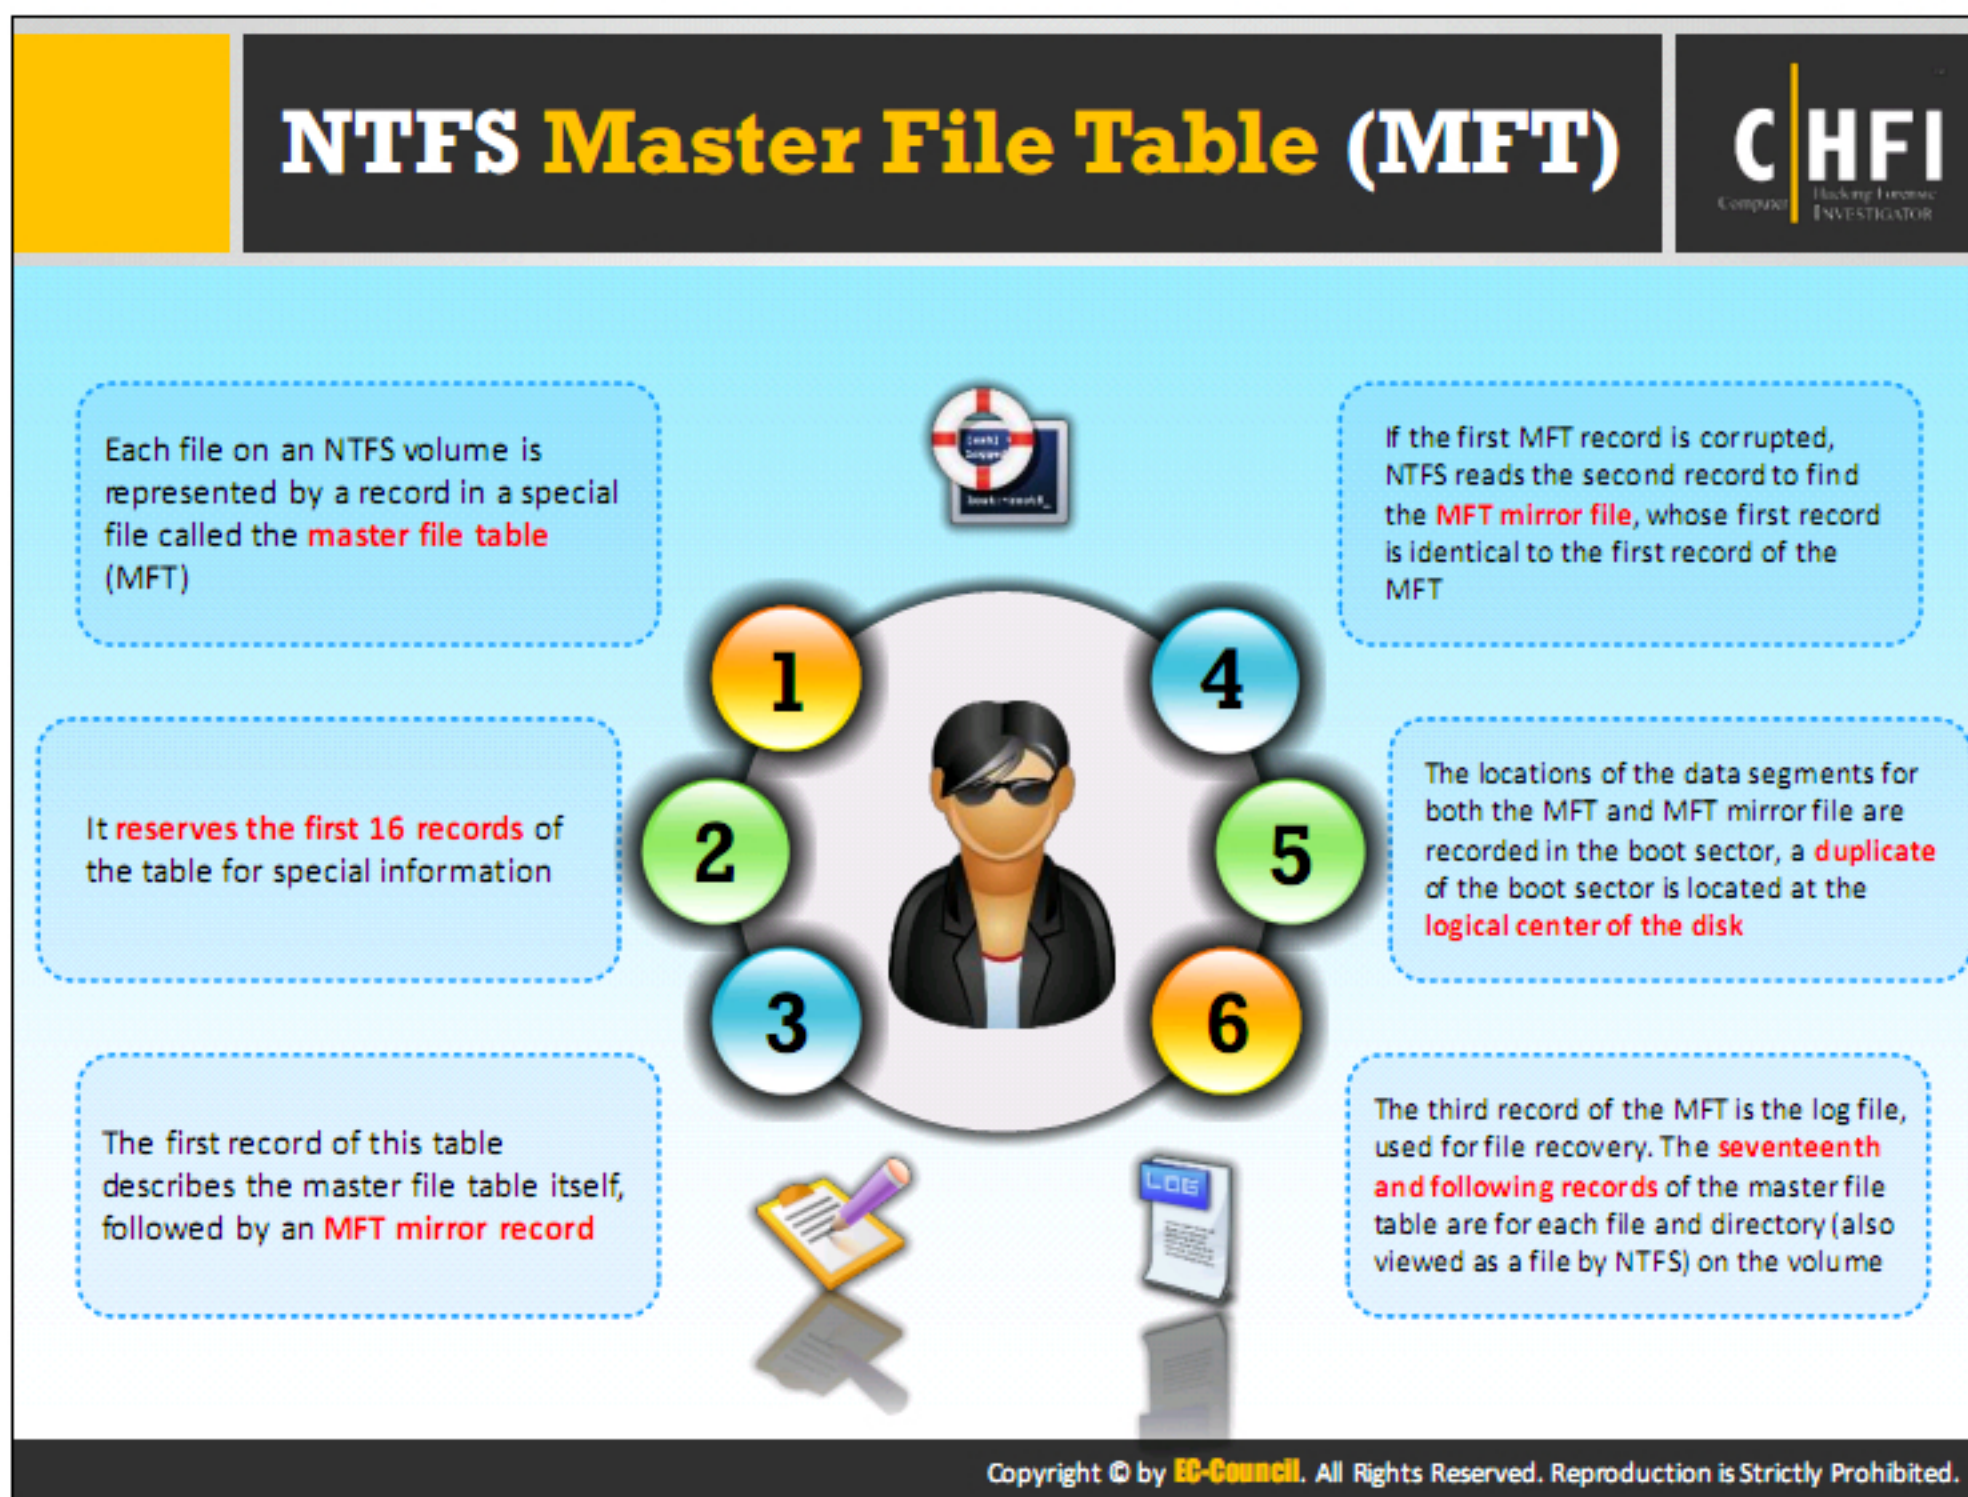 NTFS Master File Table (MFT)
C HFI
Computer
Hacking Forensic
INVESTIGATOR
Each file on an NTFS volume is
represented by a record in a special
file called the master file table
(MFT)
It reserves the first 16 records of
the table for special information
The first record of this table
describes the master file table itself,
followed by an MFT mirror record
1
2
3
4
5
6
If the first MFT record is corrupted,
NTFS reads the second record to find
the MFT mirror file, whose first record
is identical to the first record of the
MFT
The locations of the data segments for
both the MFT and MFT mirror file are
recorded in the boot sector, a duplicate
of the boot sector is located at the
logical center of the disk
The third record of the MFT is the log file,
used for file recovery. The seventeenth
and following records of the master file
table are for each file and directory (also
viewed as a file by NTFS) on the volume
LOG
Copyright © by EC-Council. All Rights Reserved. Reproduction is Strictly Prohibited.